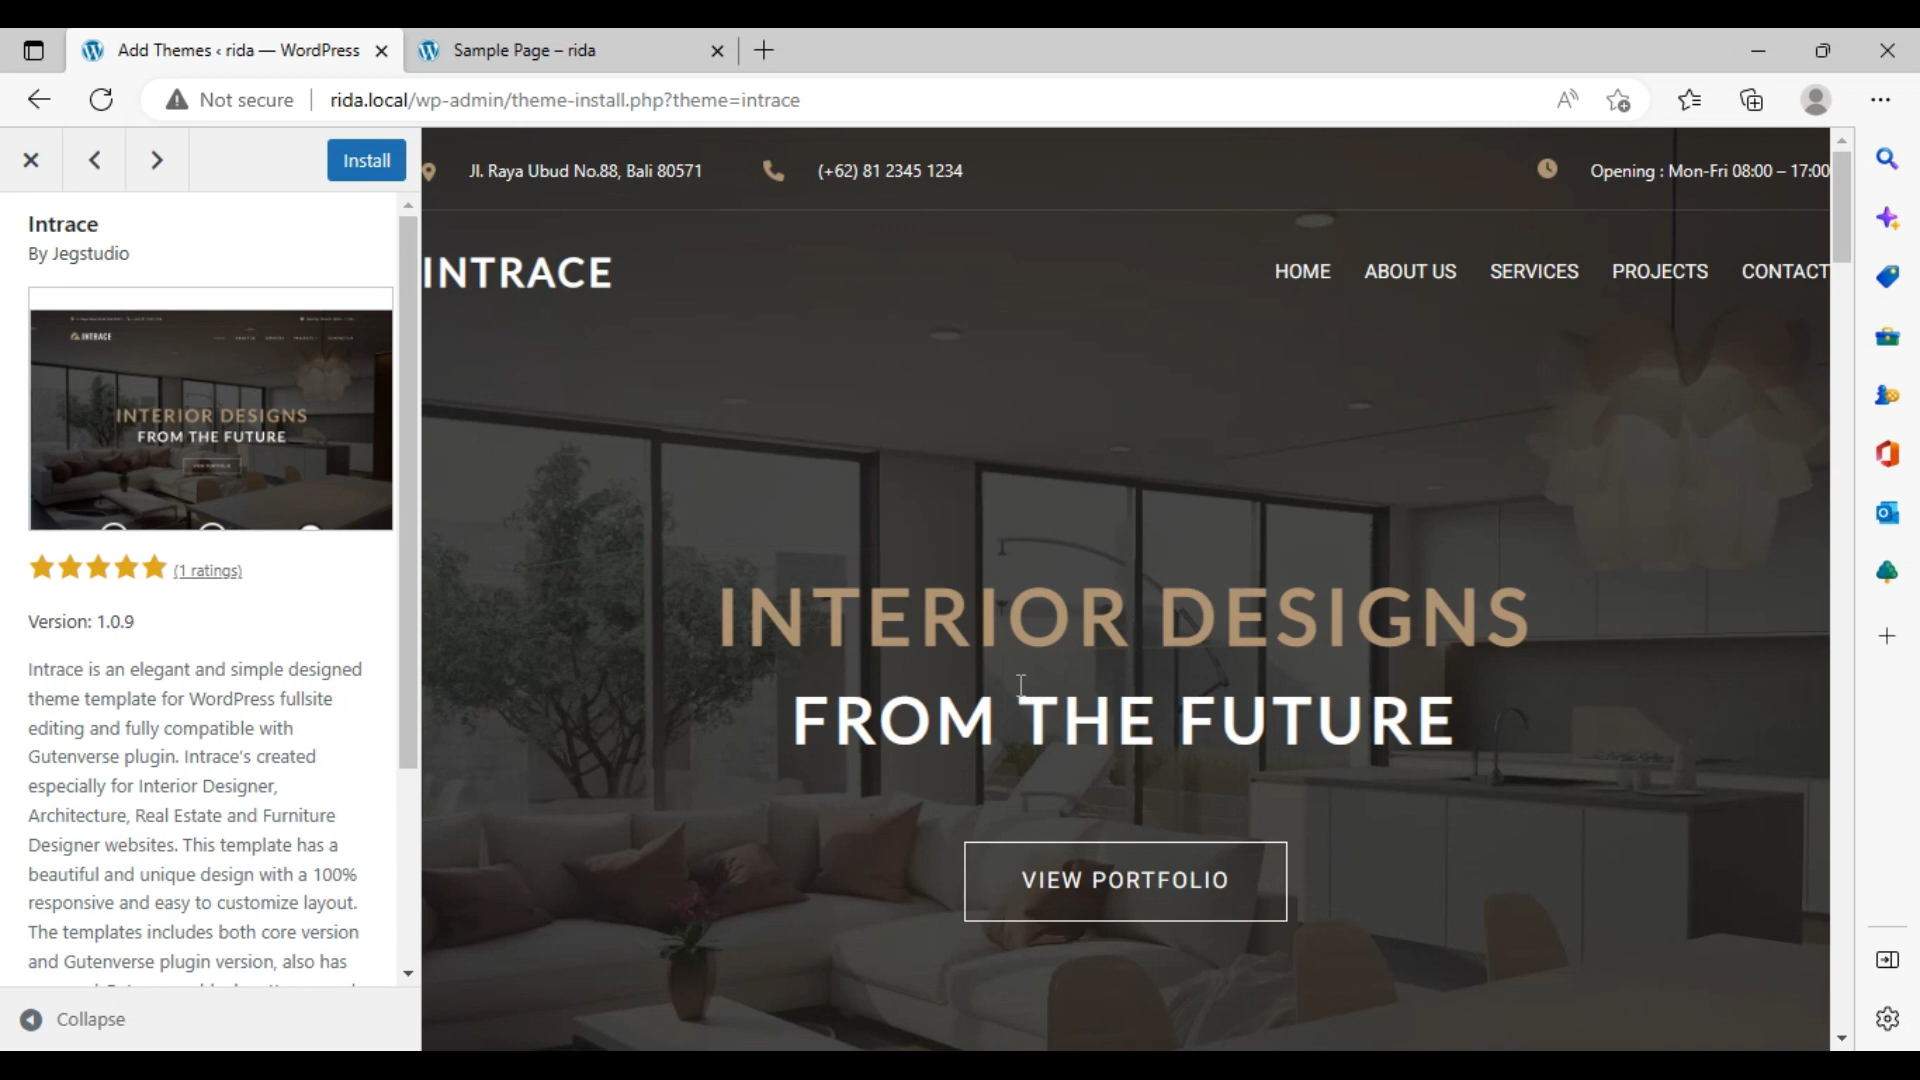 Add Themes ‹ rida — WordPress
Sample Page – rida
Not secure
rida.local/wp-admin/theme-install.php?theme=intrace
Install
Intrace
By Jegstudio
INTRACE
INTERIOR DESIGNS
FROM THE FUTURE
(1 ratings)
Version: 1.0.9
Intrace is an elegant and simple designed
theme template for WordPress fullsite
editing and fully compatible with
Gutenverse plugin. Intrace's created
especially for Interior Designer,
Architecture, Real Estate and Furniture
Designer websites. This template has a
beautiful and unique design with a 100%
responsive and easy to customize layout.
The templates includes both core version
and Gutenverse plugin version, also has
Collapse
Jl. Raya Ubud No.88, Bali 80571
(+62) 81 2345 1234
Opening : Mon-Fri 08:00 – 17:00
INTRACE
HOME
ABOUT US
SERVICES
PROJECTS
CONTACT
INTERIOR DESIGNS
FROM THE FUTURE
VIEW PORTFOLIO